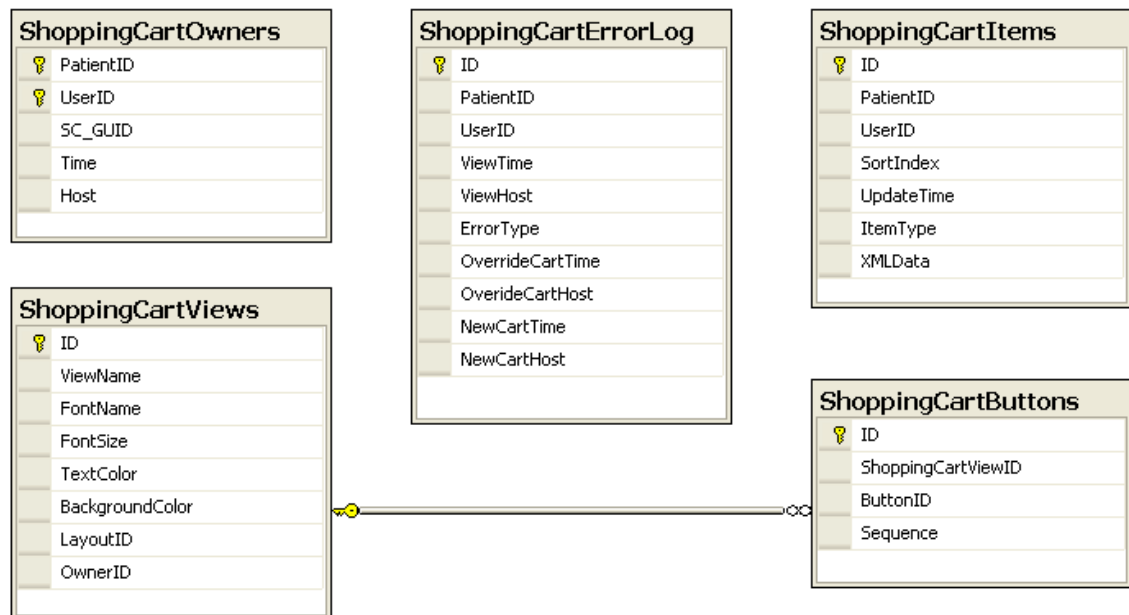 ShoppingCartOwners
PatientID
UserID
SC_GUID
Time
Host
ShoppingCartErrorLog
ID
PatientID
UserID
ViewTime
ViewHost
ErrorType
OverrideCartTime
OverideCartHost
NewCartTime
NewCartHost
ShoppingCartItems
ID
PatientID
UserID
SortIndex
UpdateTime
ItemType
XMLData
ShoppingCartViews
ID
ViewName
FontName
FontSize
TextColor
BackgroundColor
LayoutID
OwnerID
ShoppingCartButtons
ID
ShoppingCartViewID
ButtonID
Sequence